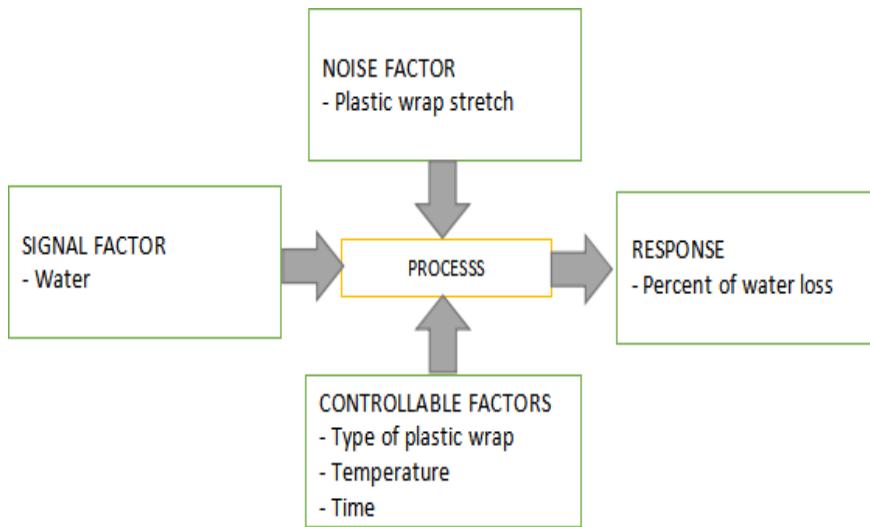 NOISE FACTOR
- Plastic wrap stretch
SIGNAL FACTOR
- Water
PROCESSS
RESPONSE
- Percent of water loss
CONTROLLABLE FACTORS
- Type of plastic wrap
- Temperature
- Time